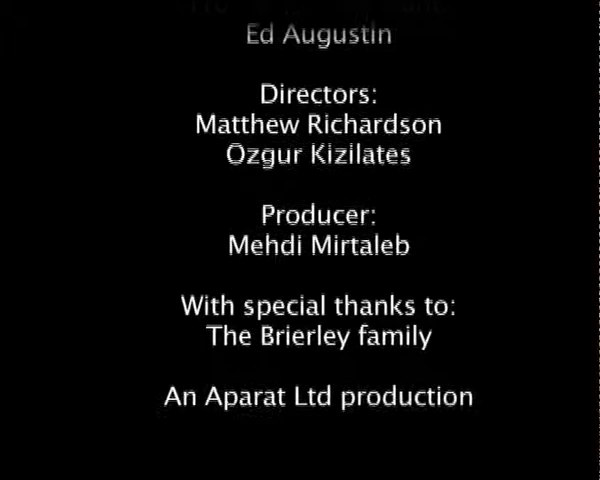 Ed Augustin
Directors:
Matthew Richardson
Ozgur Kizilates
Producer:
Mehdi Mirtaleb
With special thanks to:
The Brierley family
An Aparat Ltd production